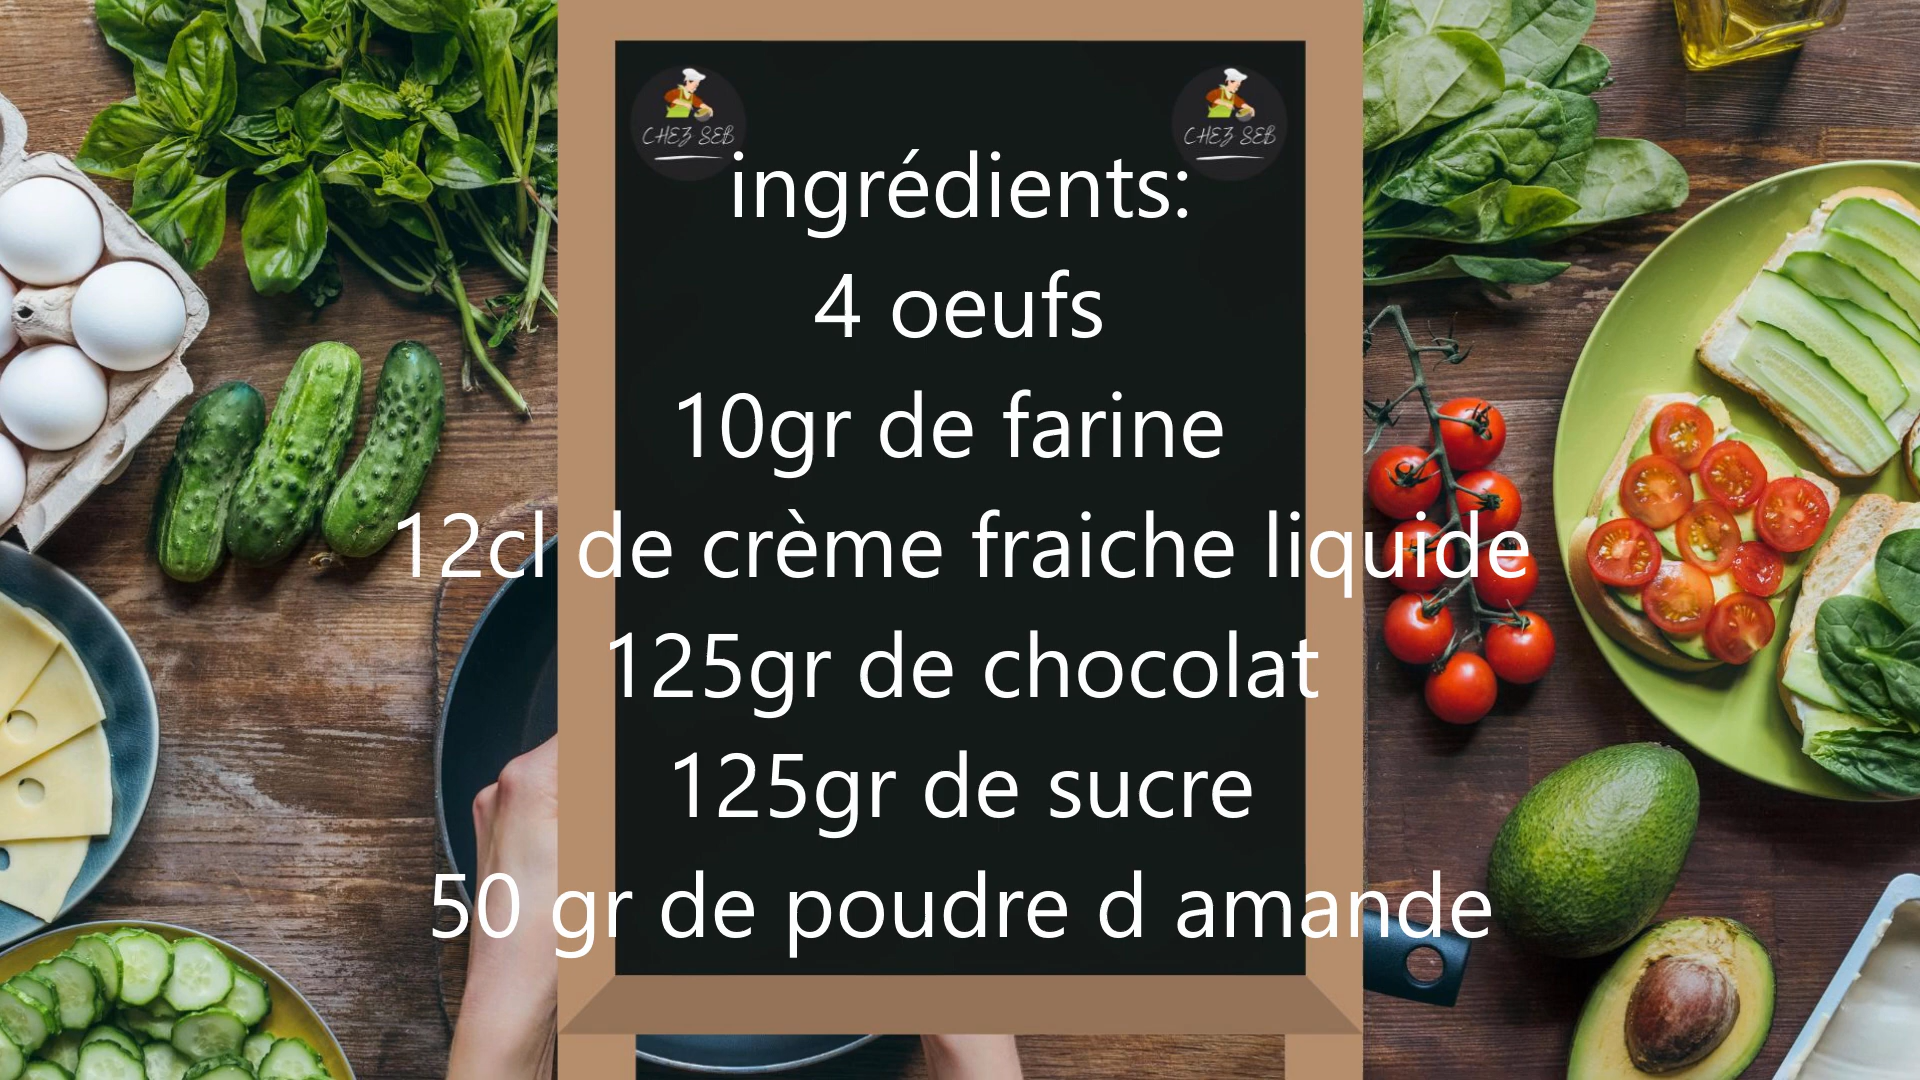 CHEZ SEB
CHEZ SEB
ingrédients:
4 oeufs
10gr de farine
12cl de crème fraiche liquide
125gr de chocolat
125gr de sucre
50 gr de poudre d amande